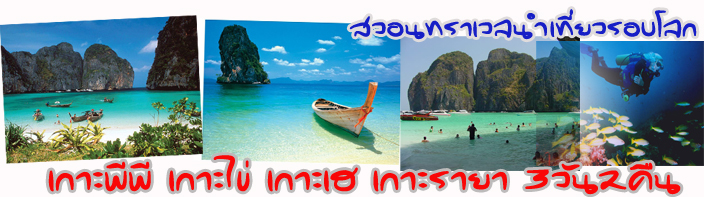 สวอนทราเวลนำเที่ยวรอบโลก
เกาะพีพี เกาะไข่ เกาะเฮ เกาะรายา 3วัน2คืน